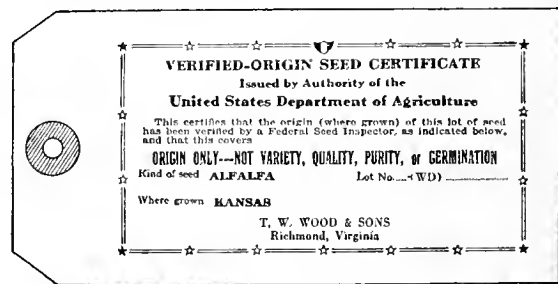 VERIFIED-ORIGIN SEED CERTIFICATE
Issued by Authority of the
United States Department of Agriculture
This certifies that the origin (where grown) of this lot of seed
has been verified by a Federal Seed Inspector, as indicated below,
and that this covers
ORIGIN ONLY---NOT VARIETY, QUALITY, PURITY, or GERMINATION
Kind of seed ALFALFA Lot No. (WD)
Where grown KANSAS
T. W. WOOD & SONS
Richmond, Virginia